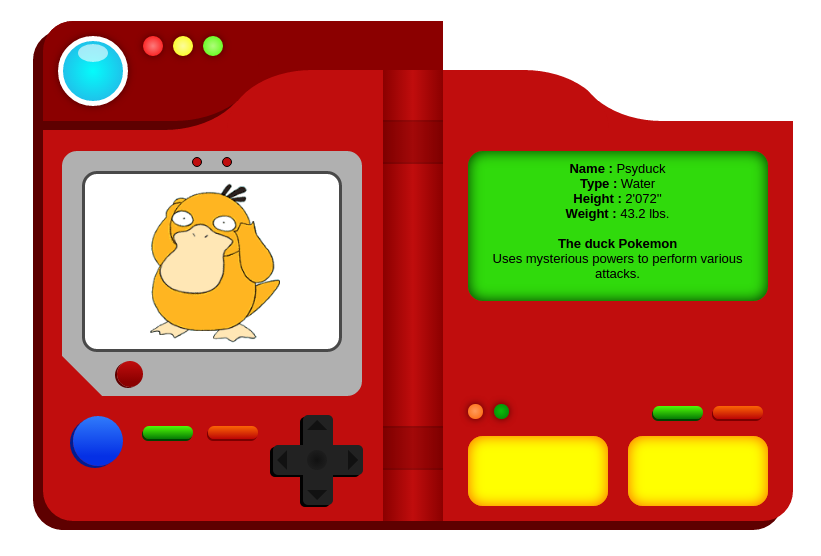 Name : Psyduck
Type : Water
Height : 2'072"
Weight : 43.2 lbs.
The duck Pokemon
Uses mysterious powers to perform various
attacks.